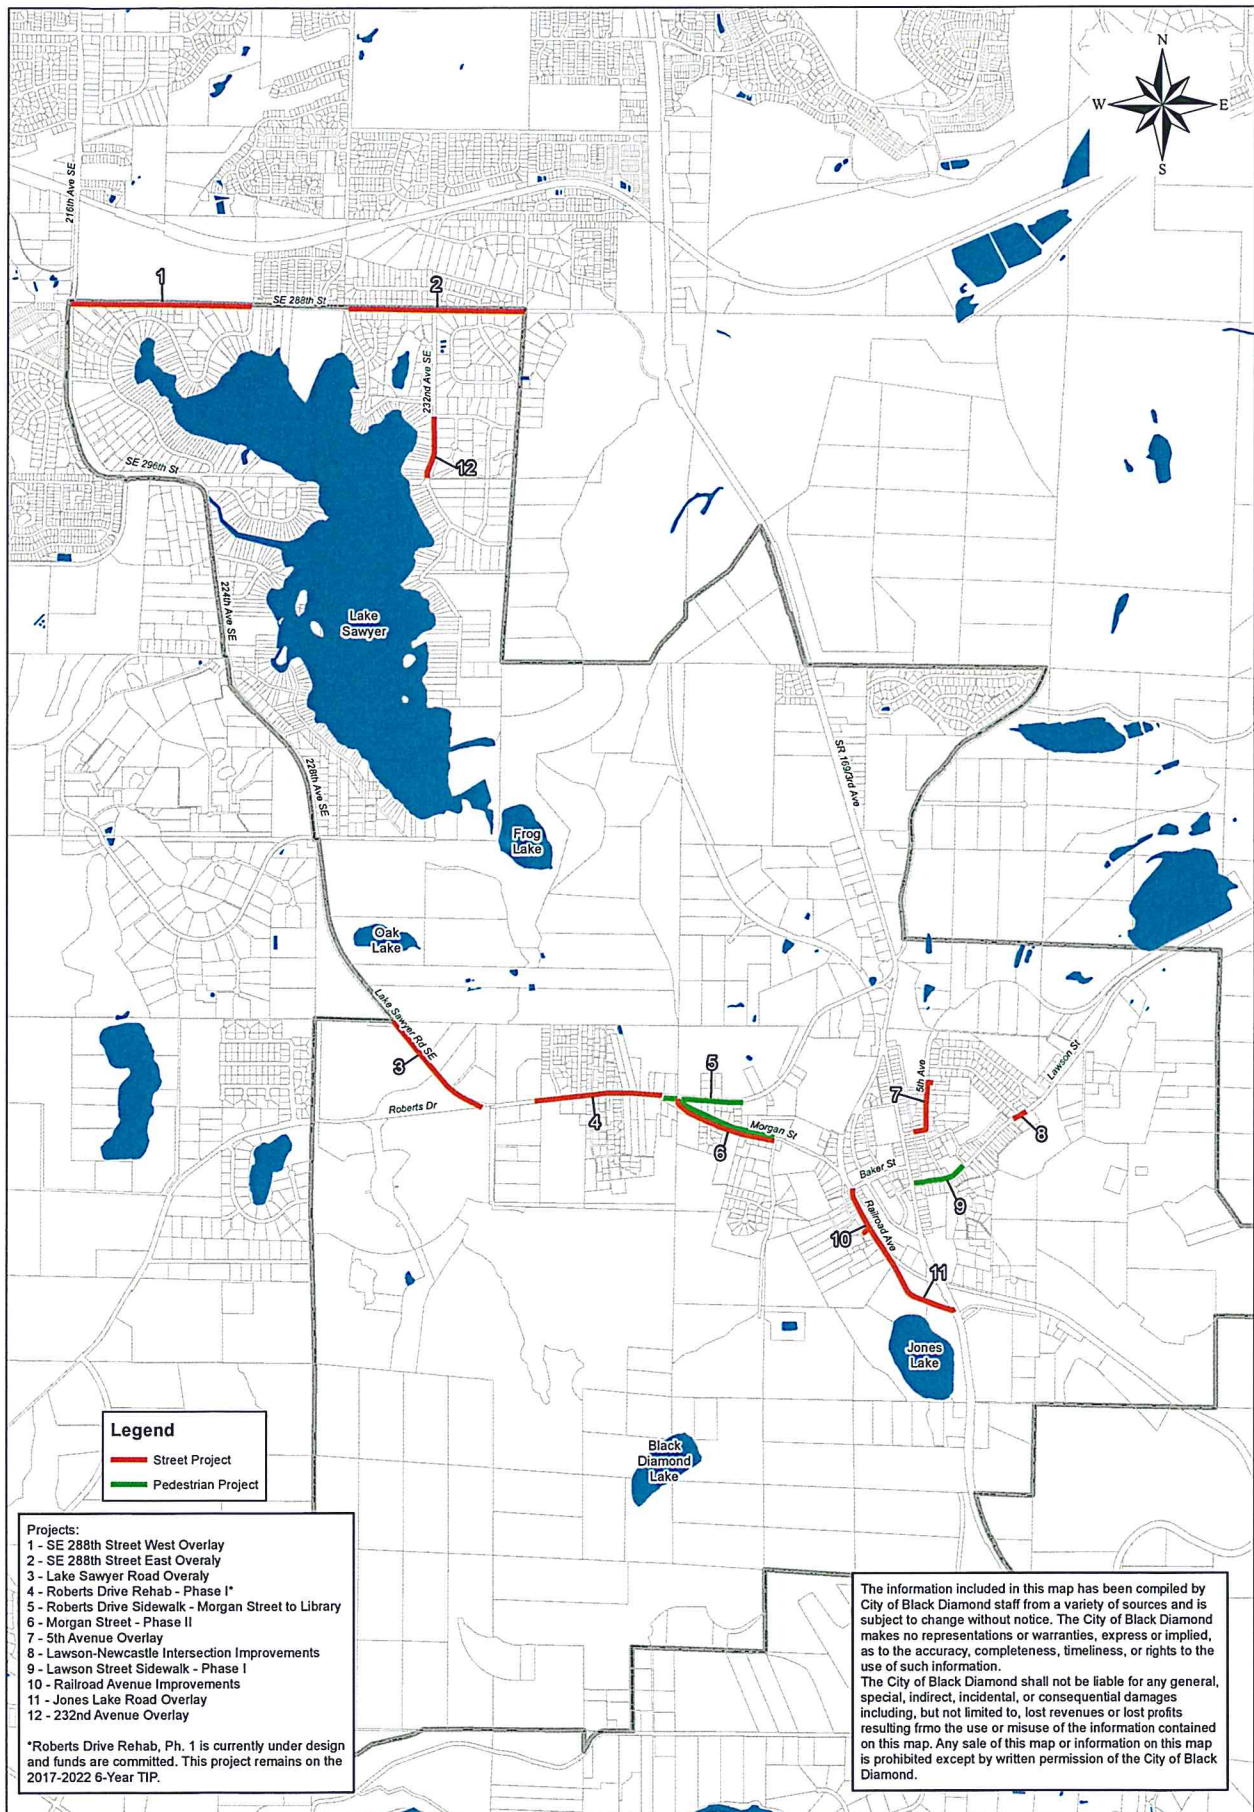 N
W E
S
216th Ave SE
1
SE 288th St
2
232nd Ave SE
SE 296th St
12
224th Ave SE
Lake
Sawyer
228th Ave SE
SR 169/3rd Ave
Frog
Lake
Oak
Lake
Lake Sawyer Rd SE
3
Roberts Dr
4
5
Morgan St
6
5th Ave
7
Lawson St
8
Baker St
9
Railroad Ave
10
11
Jones
Lake
Black
Diamond
Lake
Legend
Street Project
Pedestrian Project
Projects:
1 - SE 288th Street West Overlay
2 - SE 288th Street East Overaly
3 - Lake Sawyer Road Overaly
4 - Roberts Drive Rehab - Phase I*
5 - Roberts Drive Sidewalk - Morgan Street to Library
6 - Morgan Street - Phase II
7 - 5th Avenue Overlay
8 - Lawson-Newcastle Intersection Improvements
9 - Lawson Street Sidewalk - Phase I
10 - Railroad Avenue Improvements
11 - Jones Lake Road Overlay
12 - 232nd Avenue Overlay
*Roberts Drive Rehab, Ph. 1 is currently under design
and funds are committed. This project remains on the
2017-2022 6-Year TIP.
The information included in this map has been compiled by
City of Black Diamond staff from a variety of sources and is
subject to change without notice. The City of Black Diamond
makes no representations or warranties, express or implied,
as to the accuracy, completeness, timeliness, or rights to the
use of such information.
The City of Black Diamond shall not be liable for any general,
special, indirect, incidental, or consequential damages
including, but not limited to, lost revenues or lost profits
resulting frmo the use or misuse of the information contained
on this map. Any sale of this map or information on this map
is prohibited except by written permission of the City of Black
Diamond.